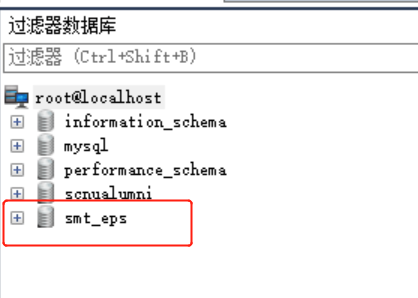 过滤器数据库
过滤器 (Ctrl+Shift+B)
root@localhost
information_schema
mysql
performance_schema
scnualumni
smt_eps